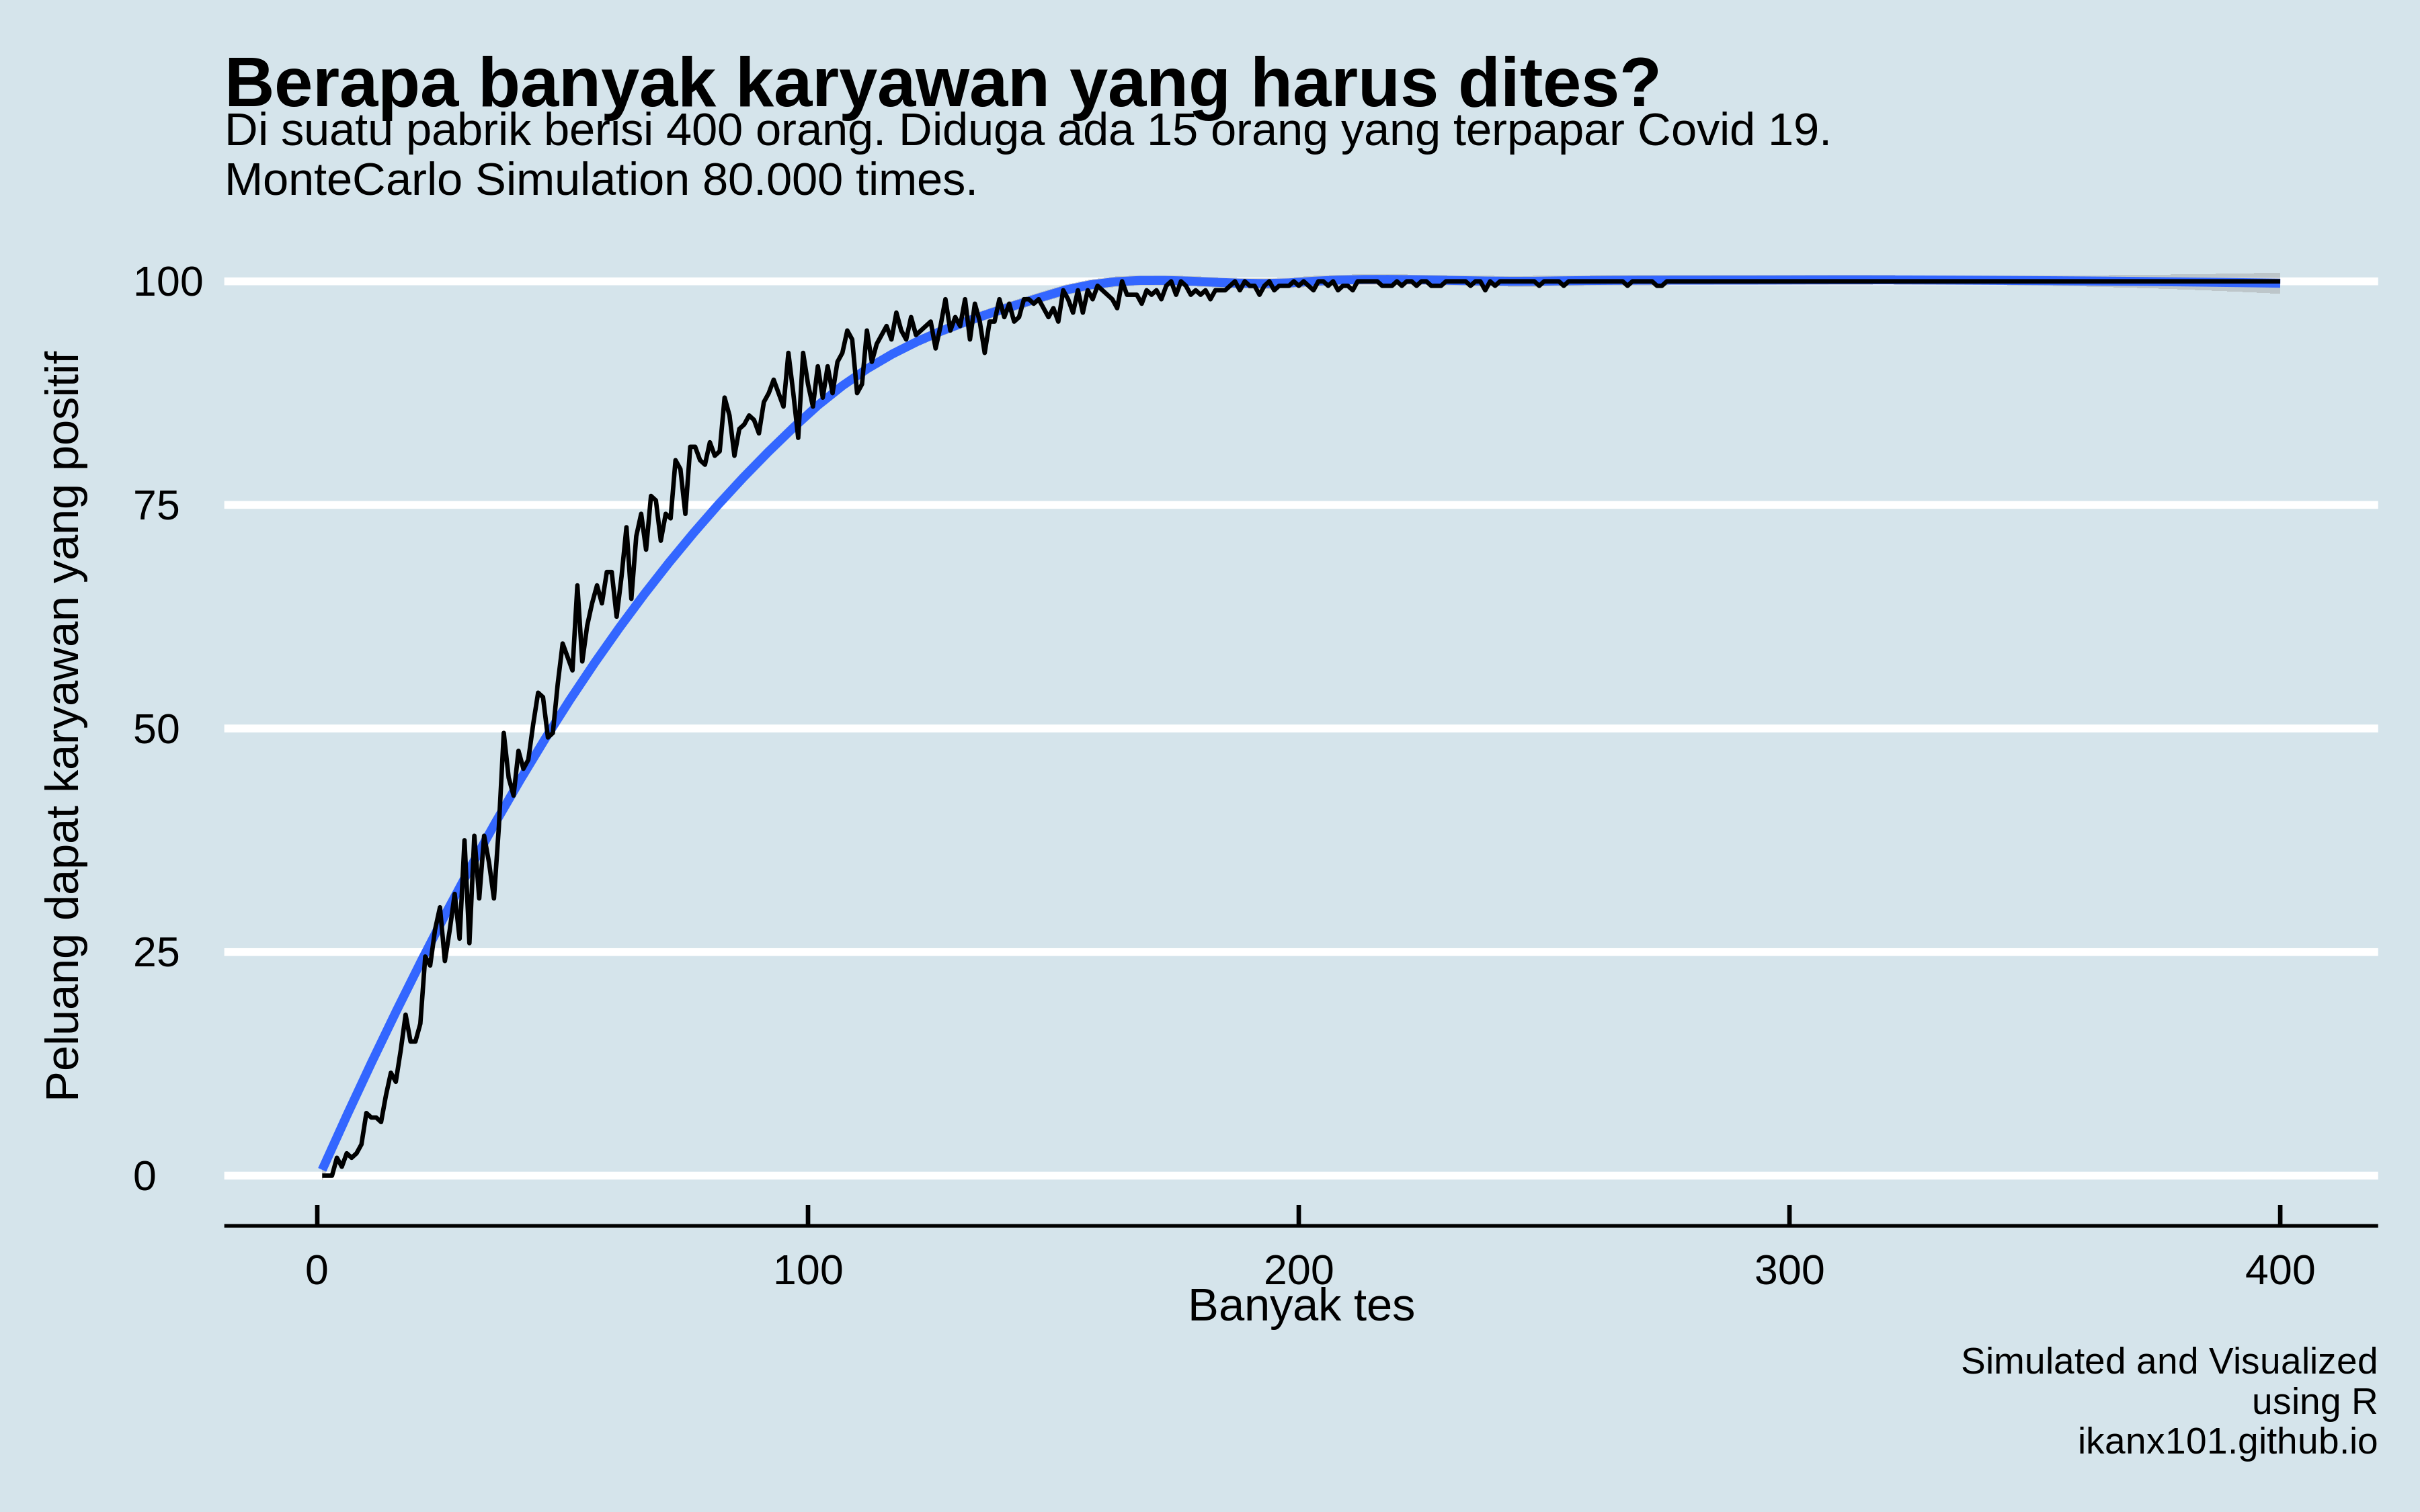 Berapa banyak karyawan yang harus dites?
Di suatu pabrik berisi 400 orang. Diduga ada 15 orang yang terpapar Covid 19.
MonteCarlo Simulation 80.000 times.
Peluang dapat karyawan yang positif
100
75
50
25
0
0
100
200
300
400
Banyak tes
Simulated and Visualized
using R
ikanx101.github.io